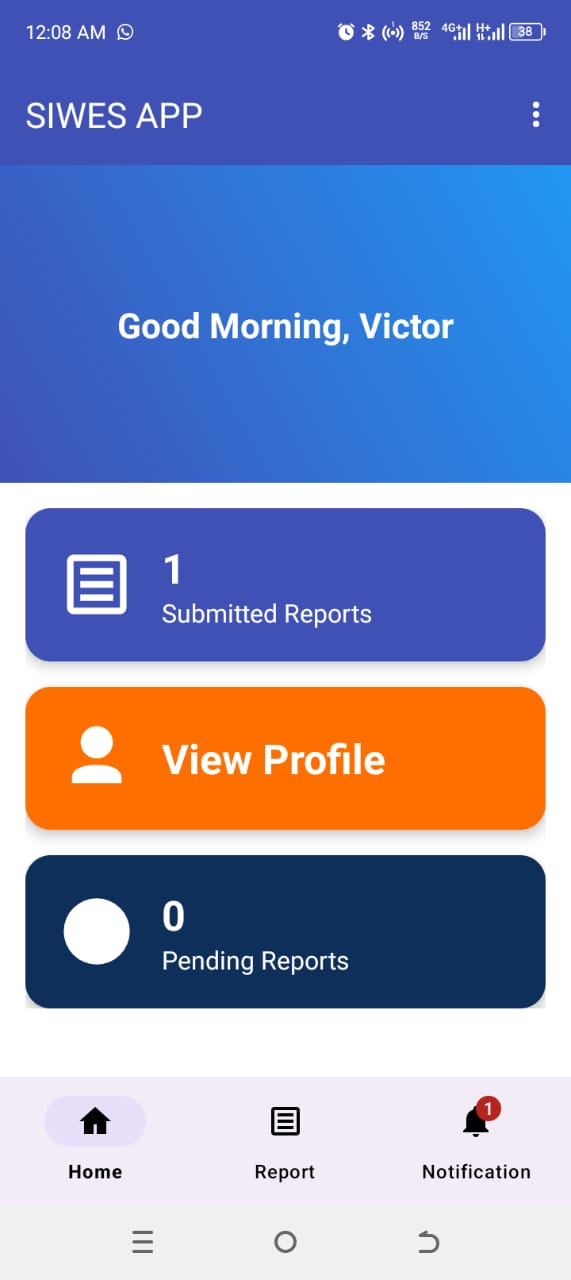 12:08 AM 1 852 B/S 4G+ H+ 38
SIWES APP
Good Morning, Victor
1
Submitted Reports
View Profile
0
Pending Reports
1
Home Report Notification